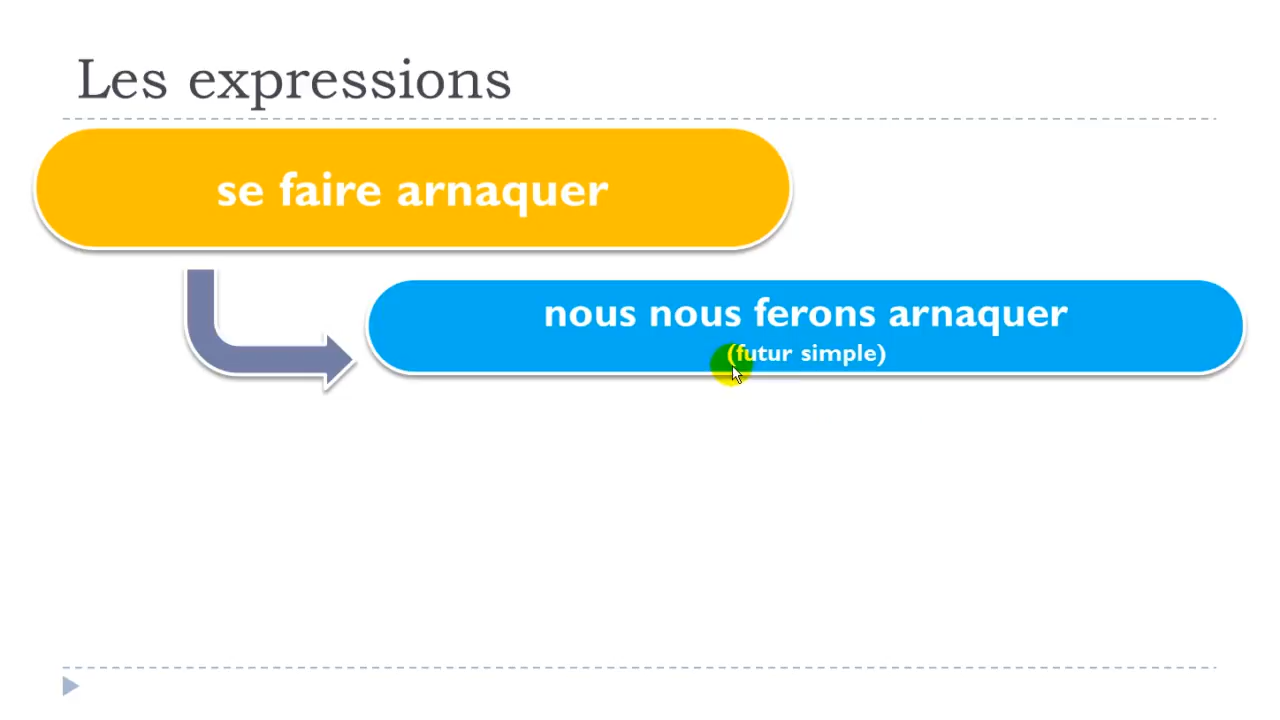 Les expressions
se faire arnaquer
nous nous ferons arnaquer
(futur simple)